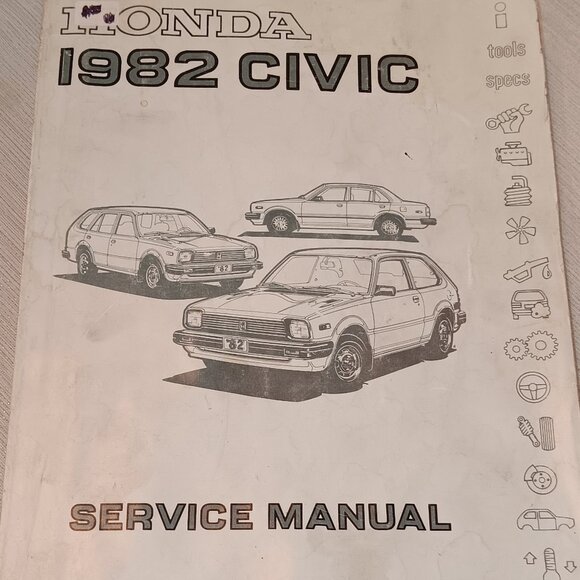 HONDA
1982 CIVIC
i
tools
specs
'82
'82
SERVICE MANUAL